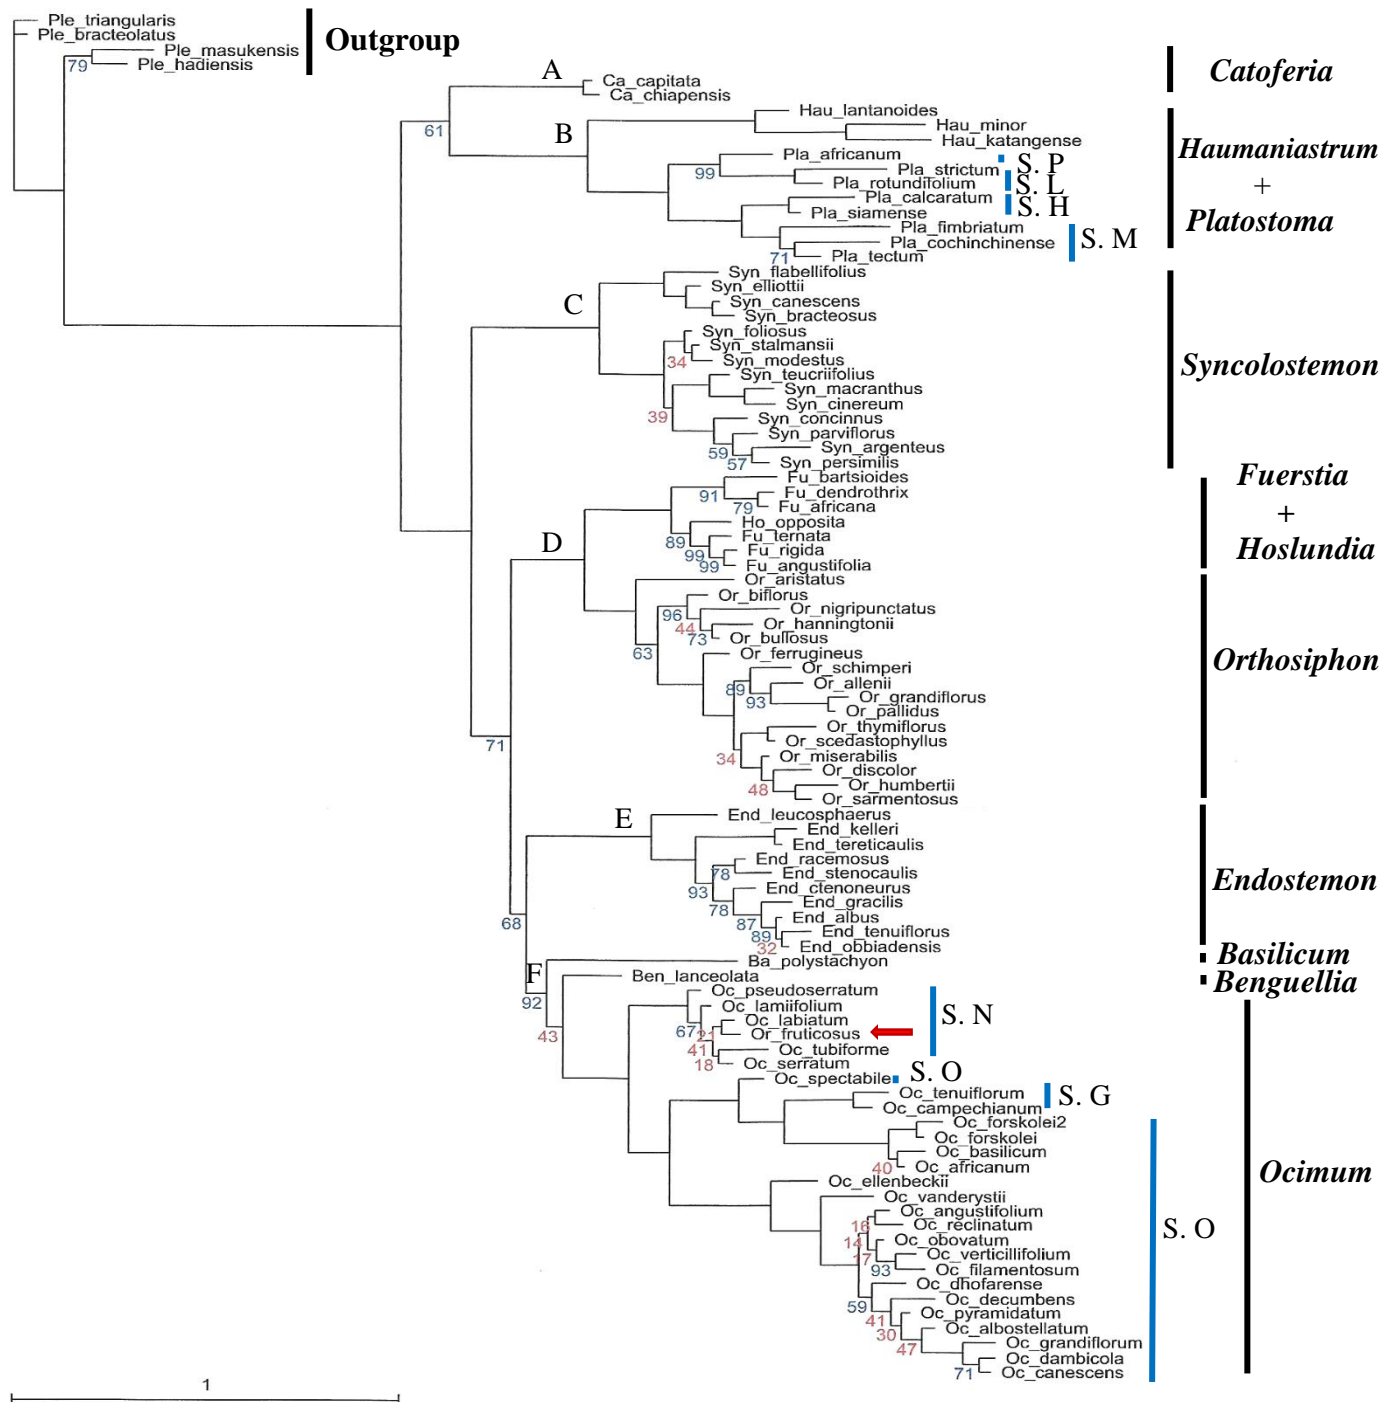 Ple_triangularis
Ple_bracteolatus
Ple_masukensis
79
Ple_hadiensis
Outgroup
A
Ca_capitata
Ca_chiapensis
Catoferia
61
B
Hau_lantanoides
Hau_minor
Hau_katangense
Pla_africanum
99
Pla_strictum
S. P
Pla_rotundifolium
S. L
Pla_calcaratum
Pla_siamense
S. H
Pla_fimbriatum
Pla_cochinchinense
71
Pla_tectum
S. M
Haumaniastrum
+
Platostoma
C
Syn_flabellifolius
Syn_elliottii
Syn_canescens
Syn_bracteosus
Syn_foliosus
Syn_stalmansii
34
Syn_modestus
Syn_teucriifolius
Syn_macranthus
Syn_cinereum
39
Syn_concinnus
Syn_parviflorus
59
Syn_argenteus
57
Syn_persimilis
Syncolostemon
D
Fu_bartsioides
91
Fu_dendrothrix
79
Fu_africana
Ho_opposita
89
Fu_ternata
99
Fu_rigida
99
Fu_angustifolia
Fuerstia
+
Hoslundia
Or_aristatus
Or_biflorus
96
Or_nigripunctatus
44
Or_hanningtonii
73
Or_bullosus
63
Or_ferrugineus
Or_schimperi
89
Or_allenii
93
Or_grandiflorus
Or_pallidus
Or_thymiflorus
Or_scedastophyllus
34
Or_miserabilis
Or_discolor
48
Or_humbertii
Or_sarmentosus
Orthosiphon
71
E
End_leucosphaerus
End_kelleri
End_tereticaulis
End_racemosus
78
End_stenocaulis
93
End_ctenoneurus
78
End_gracilis
87
End_albus
89
End_tenuiflorus
32
End_obbiadensis
Endostemon
68
F
Ba_polystachyon
Basilicum
92
Ben_lanceolata
Benguellia
43
Oc_pseudoserratum
Oc_lamiifolium
67
Oc_labiatum
21
Or_fruticosus
41
Oc_tubiforme
18
Oc_serratum
S. N
Oc_spectabile
S. O
Oc_tenuiflorum
Oc_campechianum
S. G
Oc_forskolei2
Oc_forskolei
Oc_basilicum
40
Oc_africanum
Oc_ellenbeckii
Oc_vanderystii
Oc_angustifolium
16
Oc_reclinatum
14
Oc_obovatum
17
Oc_verticillifolium
93
Oc_filamentosum
Oc_dhofarense
59
Oc_decumbens
41
Oc_pyramidatum
30
Oc_albostellatum
47
Oc_grandiflorum
Oc_dambicola
71
Oc_canescens
S. O
Ocimum
1